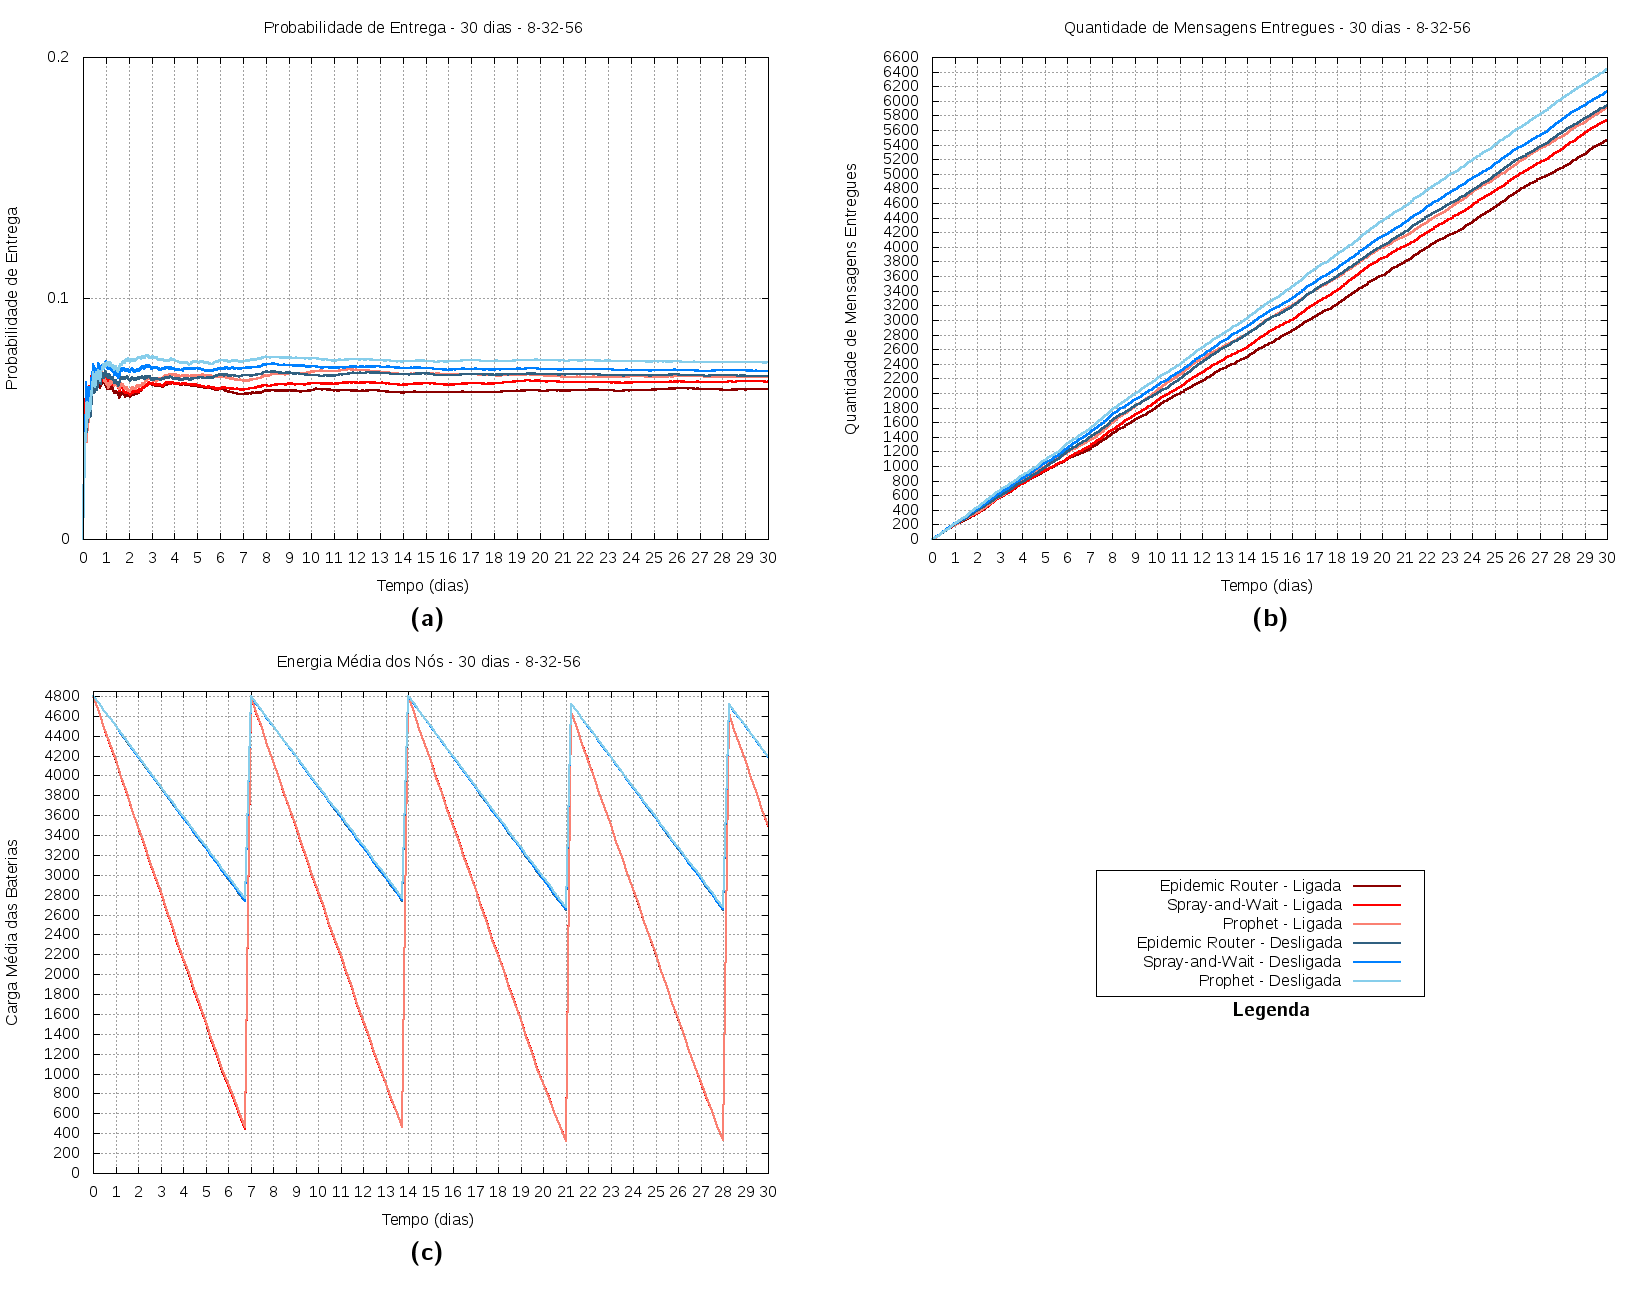 Probabilidade de Entrega - 30 dias - 8-32-56
0.2
0.1
0
Probabilidade de Entrega
0 1 2 3 4 5 6 7 8 9 10 11 12 13 14 15 16 17 18 19 20 21 22 23 24 25 26 27 28 29 30
Tempo (dias)
(a)
Quantidade de Mensagens Entregues - 30 dias - 8-32-56
6600
6400
6200
6000
5800
5600
5400
5200
5000
4800
4600
4400
4200
4000
3800
3600
3400
3200
3000
2800
2600
2400
2200
2000
1800
1600
1400
1200
1000
800
600
400
200
0
Quantidade de Mensagens Entregues
0 1 2 3 4 5 6 7 8 9 10 11 12 13 14 15 16 17 18 19 20 21 22 23 24 25 26 27 28 29 30
Tempo (dias)
(b)
Energia Média dos Nós - 30 dias - 8-32-56
4800
4600
4400
4200
4000
3800
3600
3400
3200
3000
2800
2600
2400
2200
2000
1800
1600
1400
1200
1000
800
600
400
200
0
Carga Média das Baterias
0 1 2 3 4 5 6 7 8 9 10 11 12 13 14 15 16 17 18 19 20 21 22 23 24 25 26 27 28 29 30
Tempo (dias)
(c)
Epidemic Router - Ligada
Spray-and-Wait - Ligada
Prophet - Ligada
Epidemic Router - Desligada
Spray-and-Wait - Desligada
Prophet - Desligada
Legenda